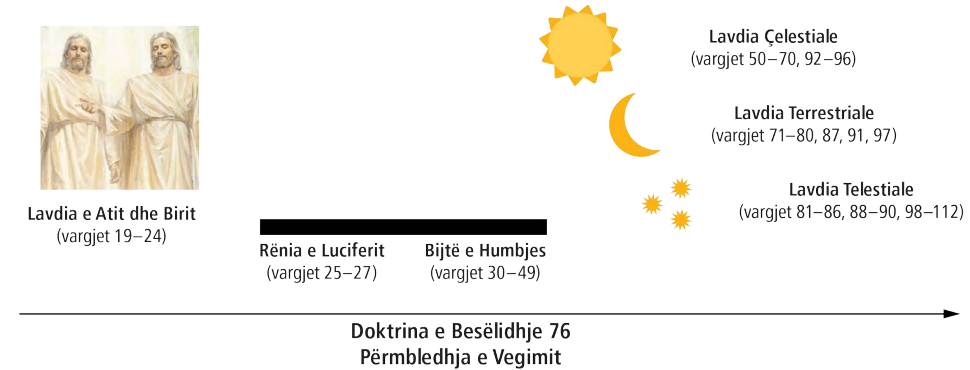 Lavdia e Atit dhe Birit
(vargjet 19–24)
Rënia e Luciferit
(vargjet 25–27)
Bijtë e Humbjes
(vargjet 30–49)
Lavdia Çelestiale
(vargjet 50–70, 92–96)
Lavdia Terrestriale
(vargjet 71–80, 87, 91, 97)
Lavdia Telestiale
(vargjet 81–86, 88–90, 98–112)
Doktrina e Besëlidhje 76
Përmbledhja e Vegimit